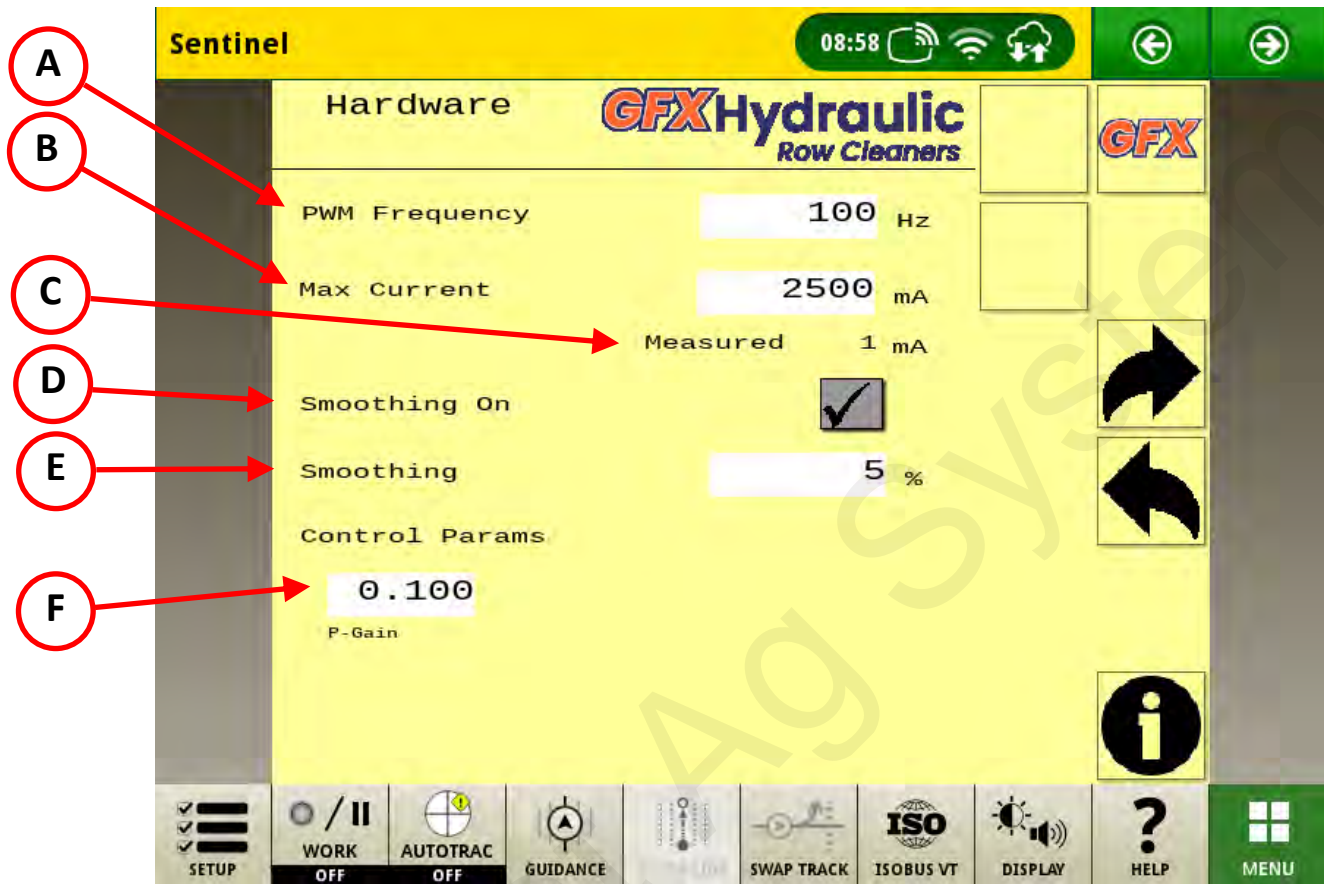 Sentinel
08:58
A
B
C
D
E
F
Hardware
GFX Hydraulic
Row Cleaners
GFX
PWM Frequency 100 Hz
Max Current 2500 mA
Measured 1 mA
Smoothing On
Smoothing 5 %
Control Params
0.100
P-Gain
Ag System
SETUP
WORK
OFF
AUTOTRAC
OFF
GUIDANCE
SWAP TRACK
ISO
ISOBUS VT
DISPLAY
? HELP
MENU